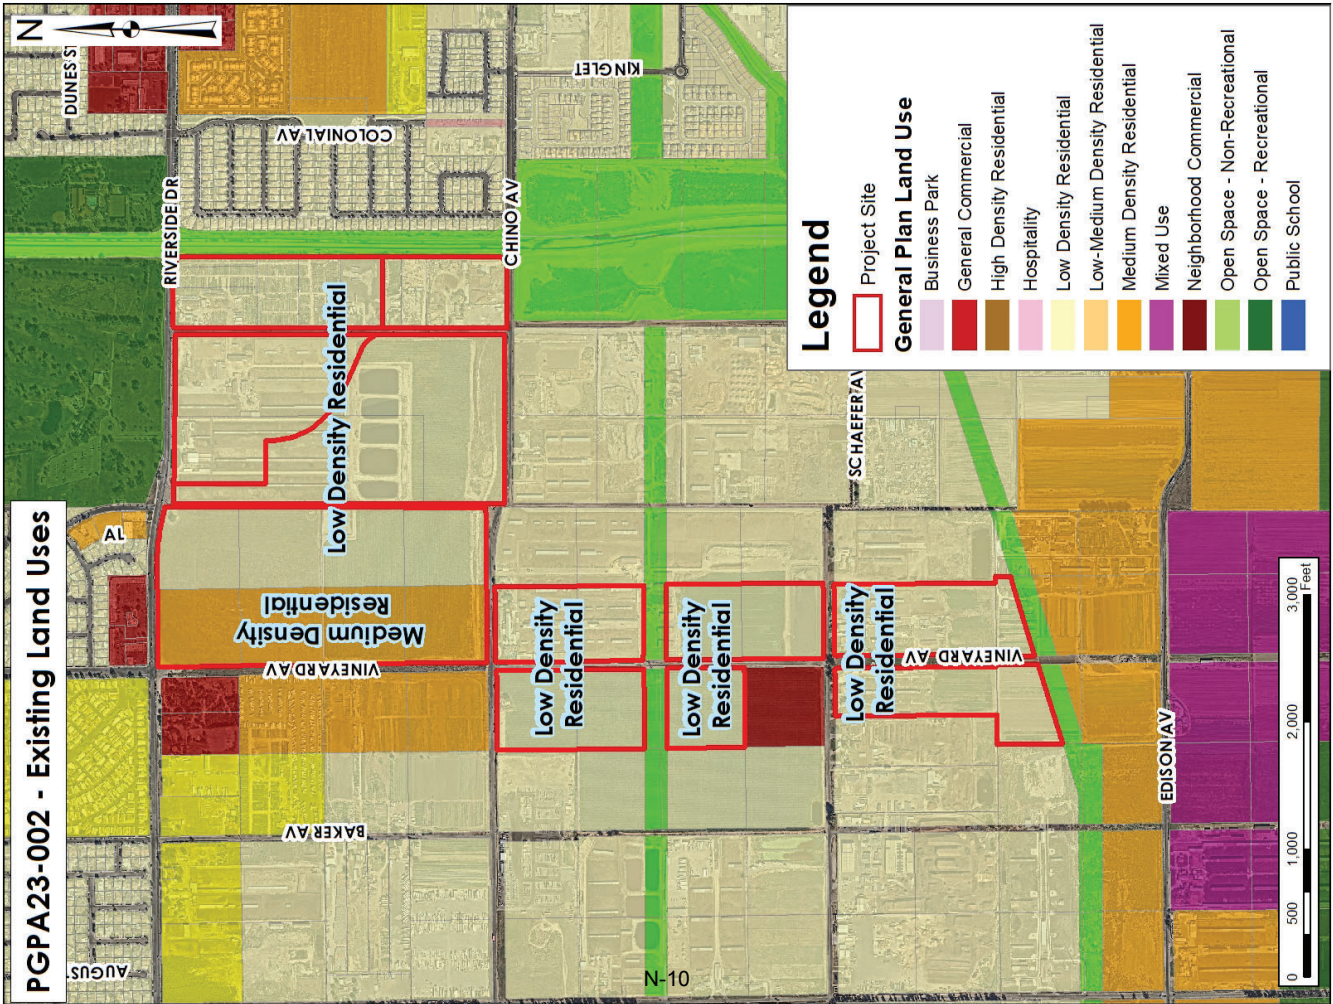 PGPA23-002 - Existing Land Uses
N
DUNES ST
RIVERSIDE DR
COLONIAL AV
KINGLET
CHINO AV
AL
Low Density Residential
Medium Density
Residential
VINEYARD AV
BAKER AV
AUGUS
Low Density
Residential
Low Density
Residential
Low Density
Residential
VINEYARD AV
SCHAEFER AV
EDISON AV
Legend
Project Site
General Plan Land Use
Business Park
General Commercial
High Density Residential
Hospitality
Low Density Residential
Low-Medium Density Residential
Medium Density Residential
Mixed Use
Neighborhood Commercial
Open Space - Non-Recreational
Open Space - Recreational
Public School
0 500 1,000 2,000 3,000
Feet
N-10